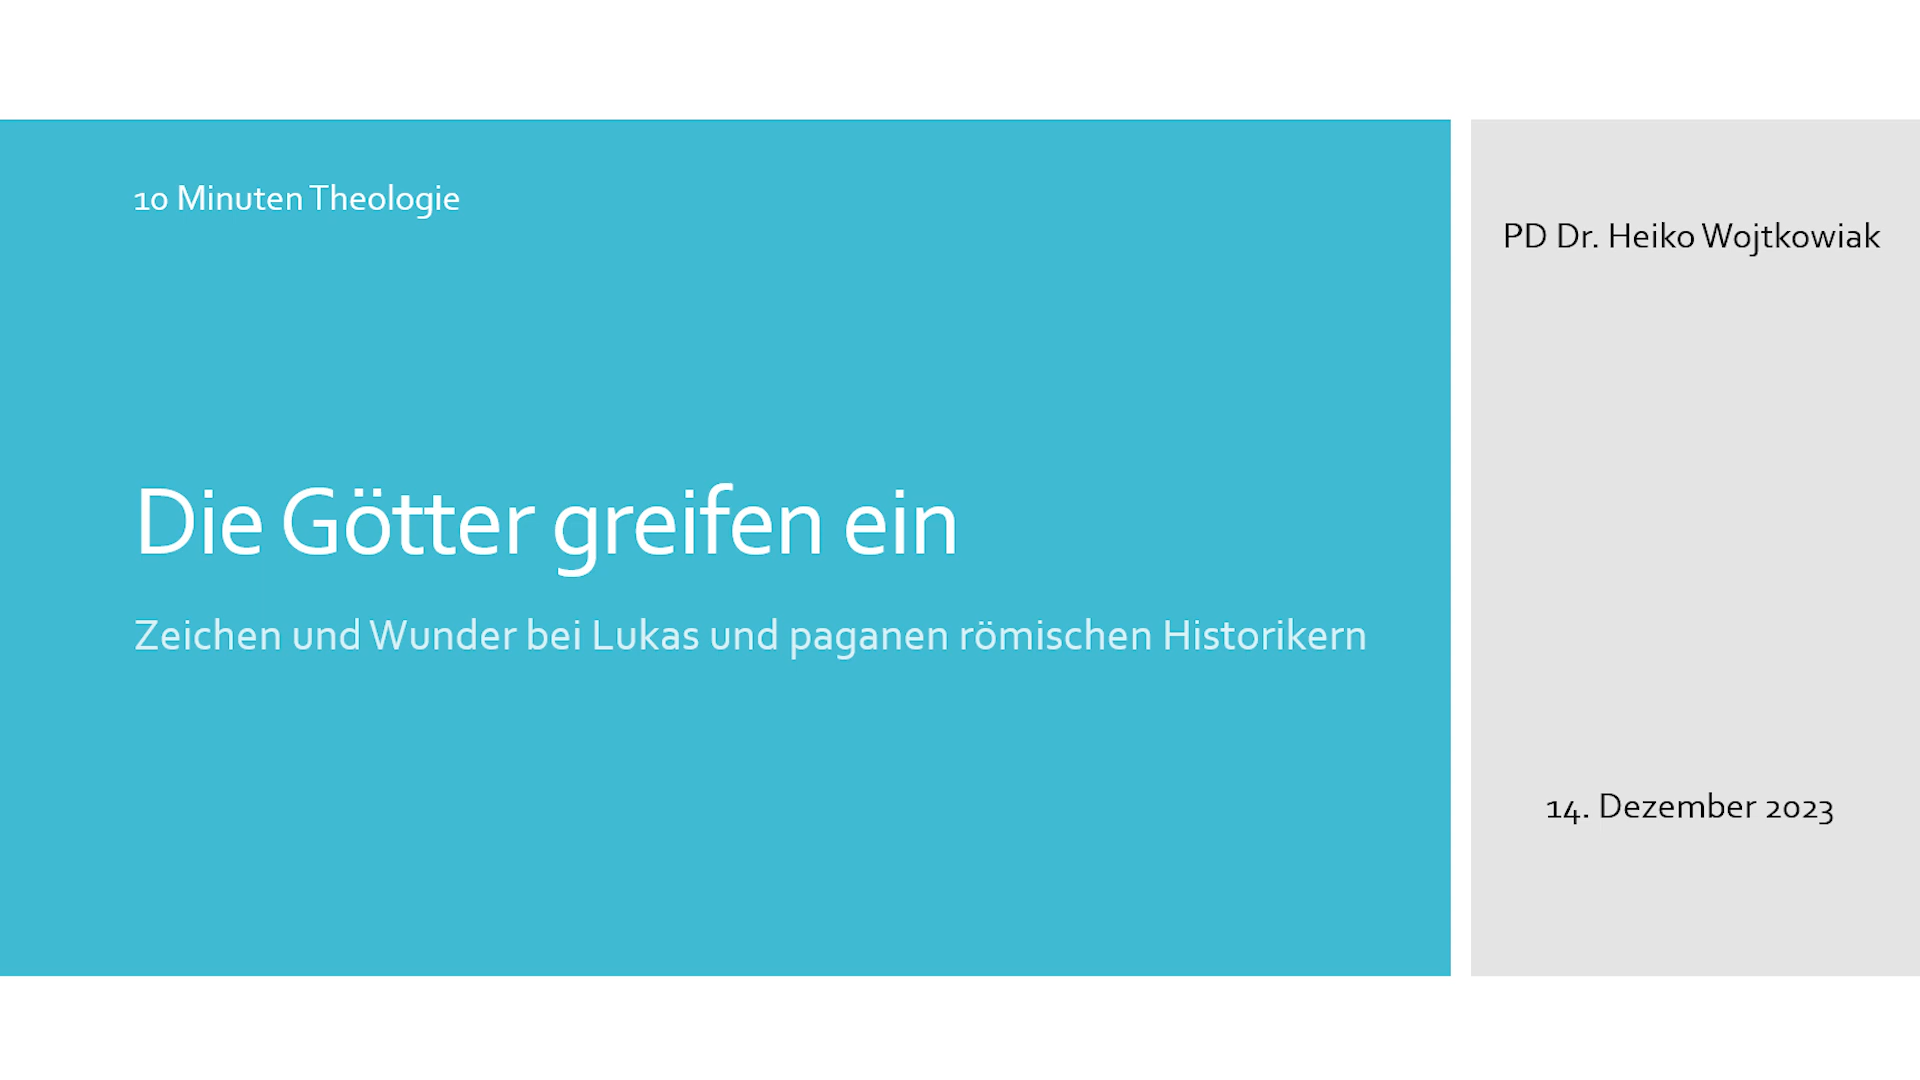 10 Minuten Theologie
Die Götter greifen ein
Zeichen und Wunder bei Lukas und paganen römischen Historikern
PD Dr. Heiko Wojtkowiak
14. Dezember 2023